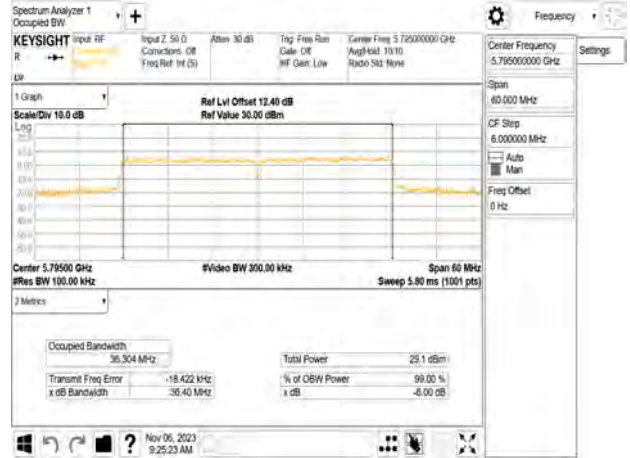 Spectrum Analyzer 1
Occupied BW
Frequency
KEYSIGHT
Input: RF
Input Z: 50 Ω
Atten: 30 dB
Trig: Free Run
Center Freq: 5.795000000 GHz
R
Corrections: Off
Gate: Off
Avg|Hold: 10/10
Freq Ref: Int (S)
#IF Gain: Low
Radio Std: None
Center Frequency
5.795000000 GHz
Settings
Span
60.000 MHz
CF Step
6.000000 MHz
Auto
Man
Freq Offset
0 Hz
1 Graph
Scale/Div 10.0 dB
Ref Lvl Offset 12.40 dB
Ref Value 30.00 dBm
Log
Center 5.79500 GHz
#Video BW 300.00 kHz
Span 60 MHz
#Res BW 100.00 kHz
Sweep 5.80 ms (1001 pts)
2 Metrics
Occupied Bandwidth
36.304 MHz
Total Power
29.1 dBm
Transmit Freq Error
-18.422 kHz
% of OBW Power
99.00 %
x dB Bandwidth
36.40 MHz
x dB
-6.00 dB
?
Nov 06, 2023
9:25:23 AM